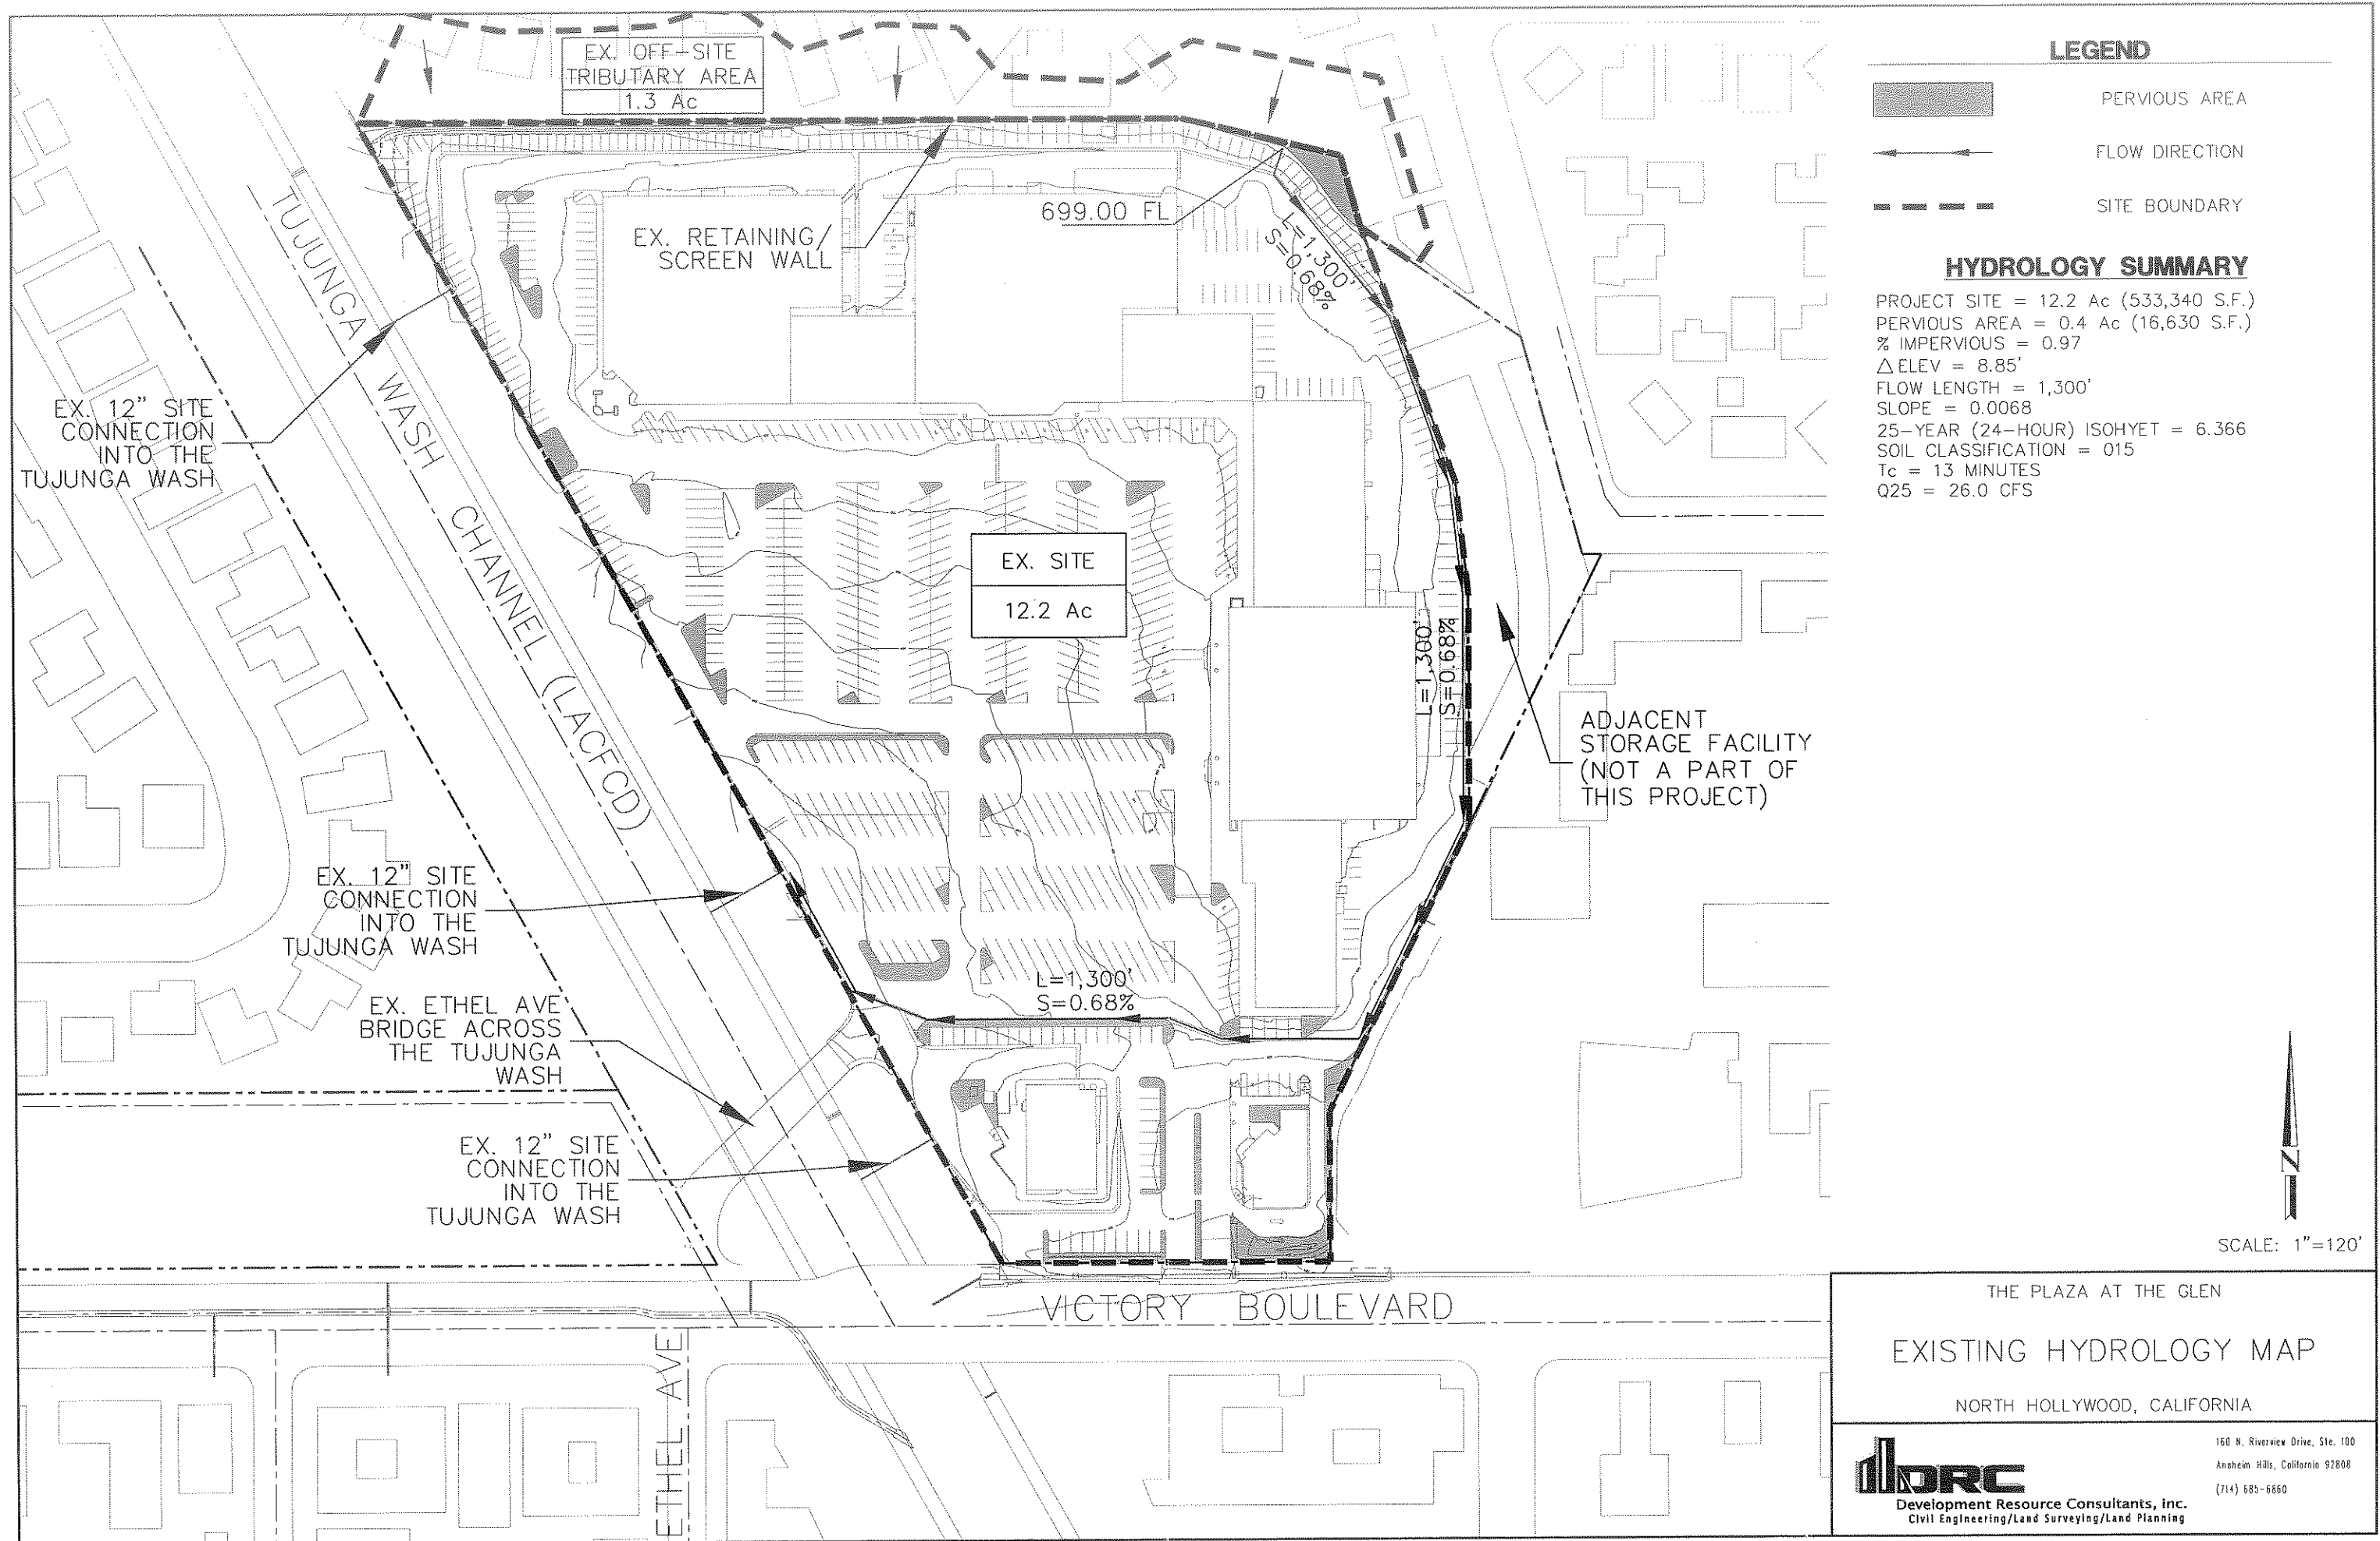 EX. OFF-SITE
TRIBUTARY AREA
1.3 Ac
EX. RETAINING/
SCREEN WALL
699.00 FL
L=1,300'
S=0.68%
TUJUNGA WASH CHANNEL (LACFCD)
EX. 12" SITE
CONNECTION
INTO THE
TUJUNGA WASH
EX. SITE
12.2 Ac
L=1,300'
S=0.68%
ADJACENT
STORAGE FACILITY
(NOT A PART OF
THIS PROJECT)
EX. 12" SITE
CONNECTION
INTO THE
TUJUNGA WASH
L=1,300'
S=0.68%
EX. ETHEL AVE
BRIDGE ACROSS
THE TUJUNGA
WASH
EX. 12" SITE
CONNECTION
INTO THE
TUJUNGA WASH
VICTORY BOULEVARD
ETHEL AVE
LEGEND
PERVIOUS AREA
FLOW DIRECTION
SITE BOUNDARY
HYDROLOGY SUMMARY
PROJECT SITE = 12.2 Ac (533,340 S.F.)
PERVIOUS AREA = 0.4 Ac (16,630 S.F.)
% IMPERVIOUS = 0.97
△ELEV = 8.85'
FLOW LENGTH = 1,300'
SLOPE = 0.0068
25-YEAR (24-HOUR) ISOHYET = 6.366
SOIL CLASSIFICATION = 015
Tc = 13 MINUTES
Q25 = 26.0 CFS
N
SCALE: 1"=120'
THE PLAZA AT THE GLEN
EXISTING HYDROLOGY MAP
NORTH HOLLYWOOD, CALIFORNIA
DRC
Development Resource Consultants, Inc.
Civil Engineering/Land Surveying/Land Planning
160 N. Riverview Drive, Ste. 100
Anaheim Hills, California 92808
(714) 685-6860